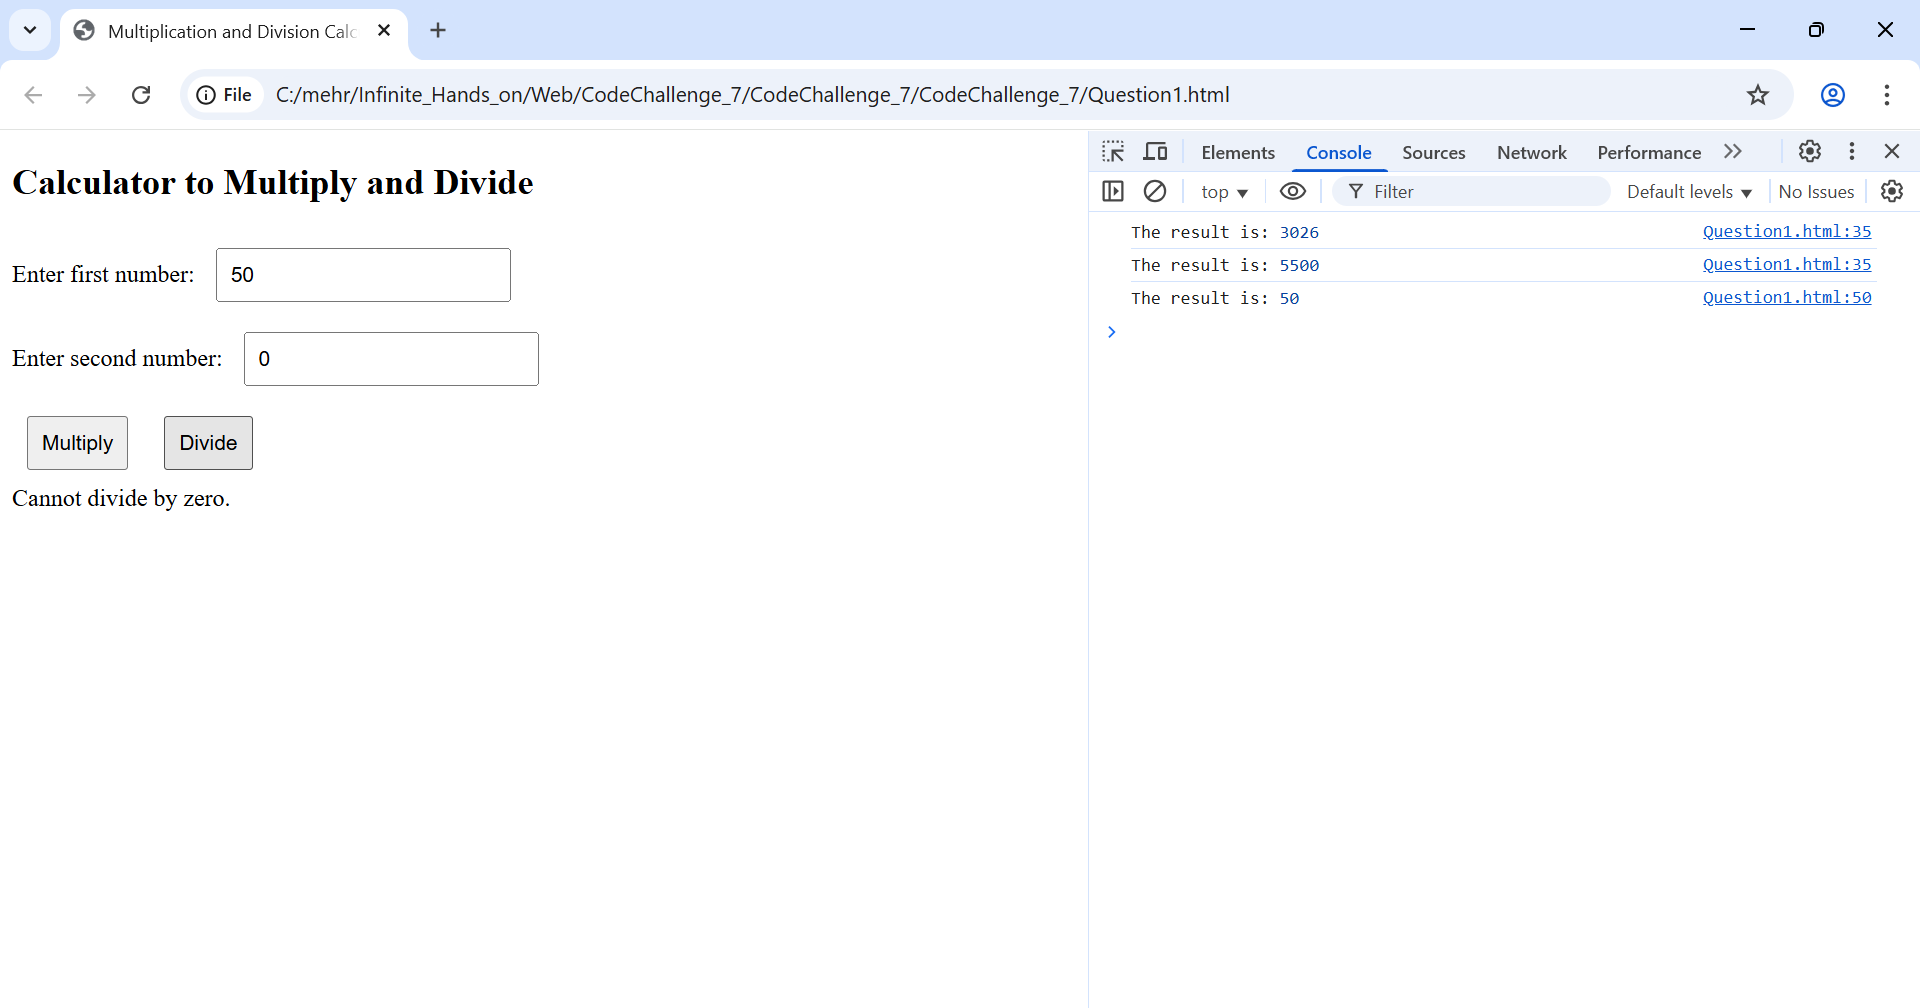 Multiplication and Division Calc
File C:/mehr/Infinite_Hands_on/Web/CodeChallenge_7/CodeChallenge_7/CodeChallenge_7/Question1.html
Calculator to Multiply and Divide
Enter first number: 50
Enter second number: 0
Multiply Divide
Cannot divide by zero.
Elements Console Sources Network Performance
top Filter Default levels No Issues
The result is: 3026 Question1.html:35
The result is: 5500 Question1.html:35
The result is: 50 Question1.html:50